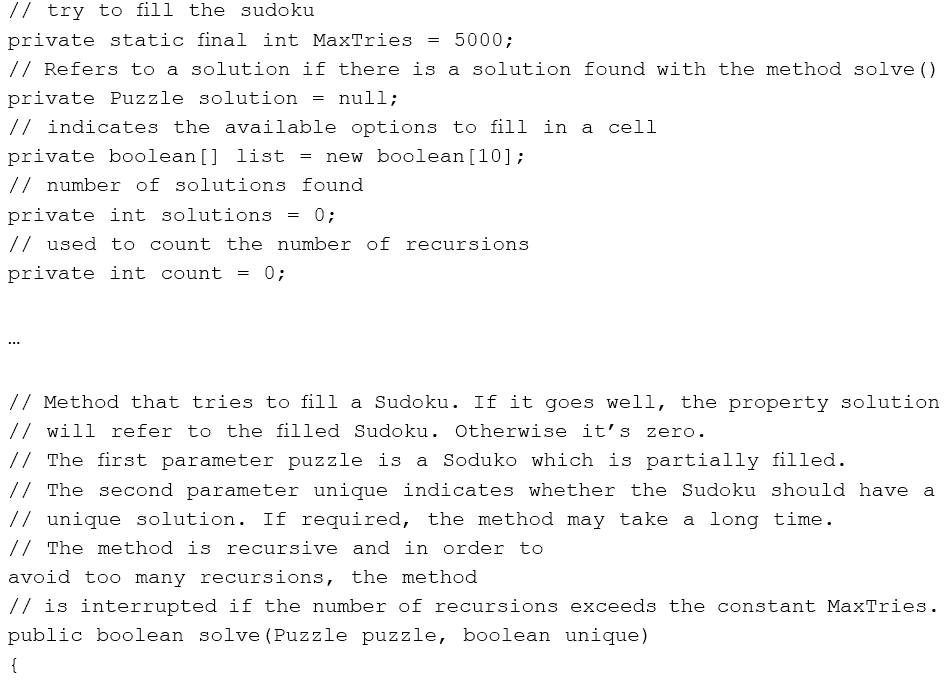 // try to fill the sudoku
private static final int MaxTries = 5000;
// Refers to a solution if there is a solution found with the method solve()
private Puzzle solution = null;
// indicates the available options to fill in a cell
private boolean[] list = new boolean[10];
// number of solutions found
private int solutions = 0;
// used to count the number of recursions
private int count = 0;
…
// Method that tries to fill a Sudoku. If it goes well, the property solution
// will refer to the filled Sudoku. Otherwise it’s zero.
// The first parameter puzzle is a Soduko which is partially filled.
// The second parameter unique indicates whether the Sudoku should have a
// unique solution. If required, the method may take a long time.
// The method is recursive and in order to
avoid too many recursions, the method
// is interrupted if the number of recursions exceeds the constant MaxTries.
public boolean solve(Puzzle puzzle, boolean unique)
{